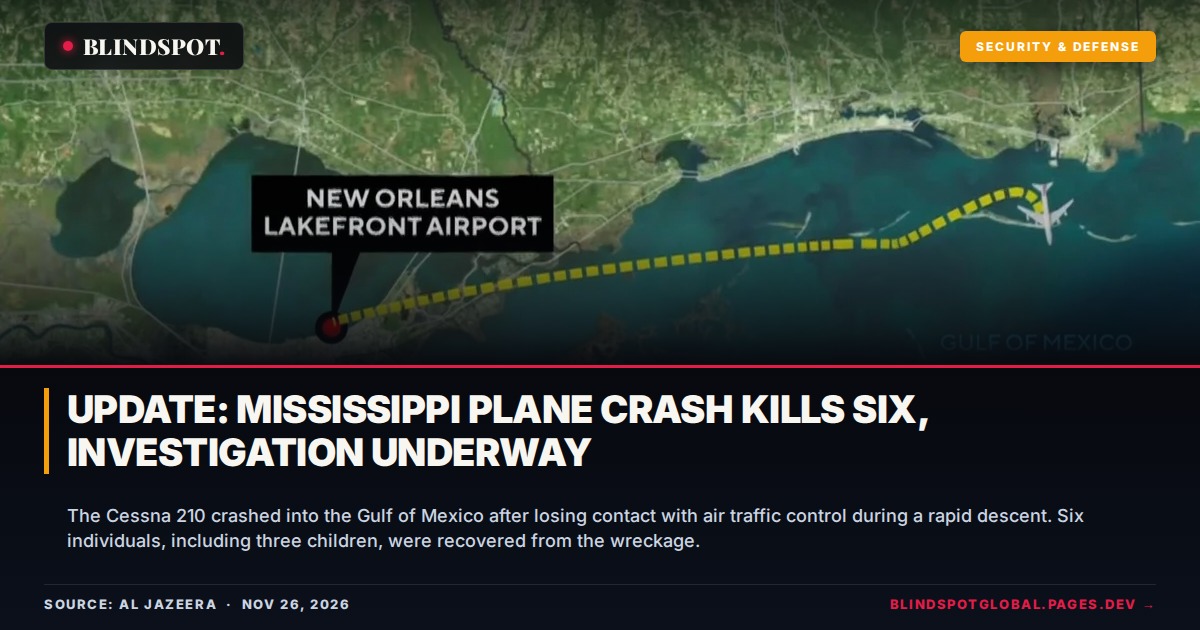 BLINDSPOT.
SECURITY & DEFENSE
NEW ORLEANS
LAKEFRONT AIRPORT
GULF OF MEXICO
UPDATE: MISSISSIPPI PLANE CRASH KILLS SIX,
INVESTIGATION UNDERWAY
The Cessna 210 crashed into the Gulf of Mexico after losing contact with air traffic control during a rapid descent. Six
individuals, including three children, were recovered from the wreckage.
SOURCE: AL JAZEERA · NOV 26, 2026
BLINDSPOTGLOBAL.PAGES.DEV →